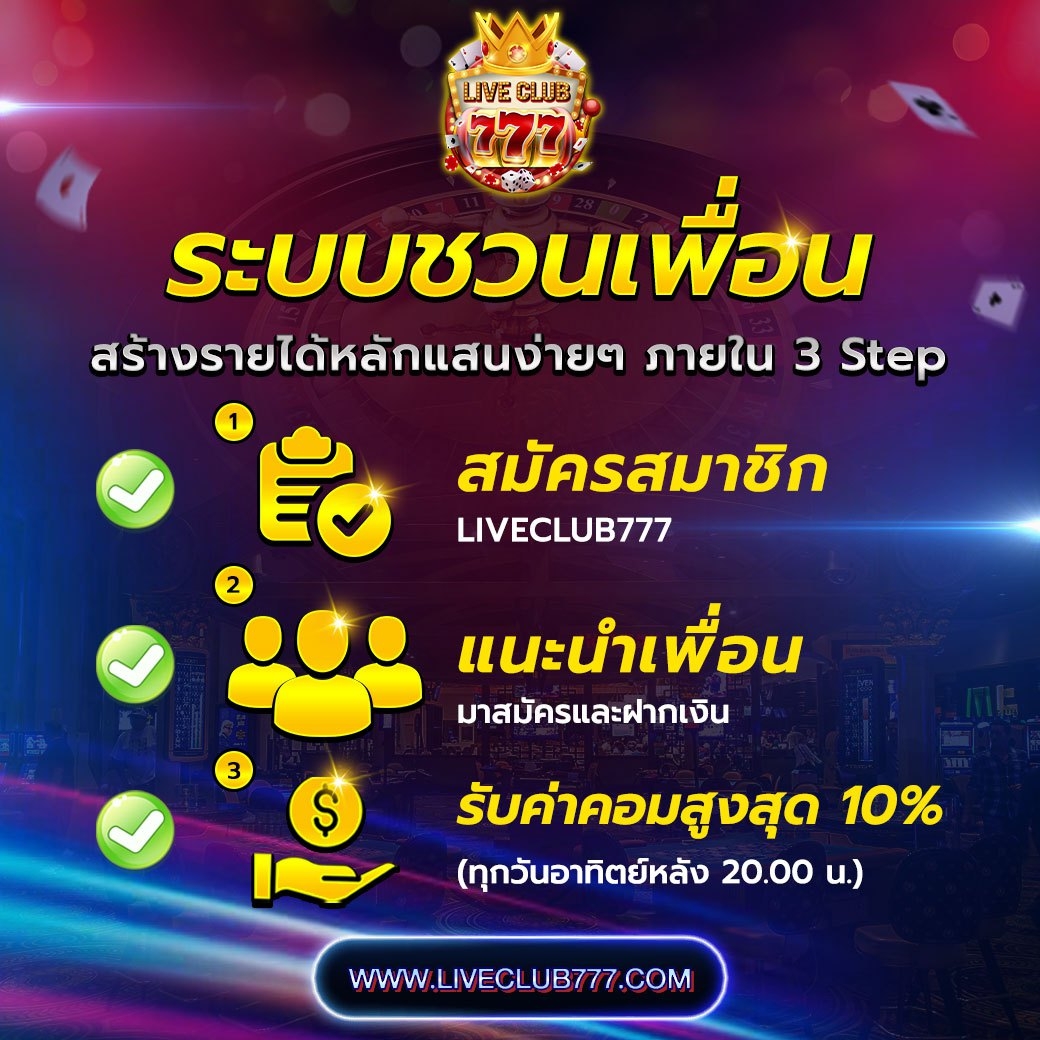 LIVE CLUB
777
ระบบชวนเพื่อน
สร้างรายได้หลักแสนง่ายๆ ภายใน 3 Step
1
สมัครสมาชิก
LIVECLUB777
2
แนะนำเพื่อน
มาสมัครและฝากเงิน
3
$
รับค่าคอมสูงสุด 10%
(ทุกวันอาทิตย์หลัง 20.00 น.)
WWW.LIVECLUB777.COM